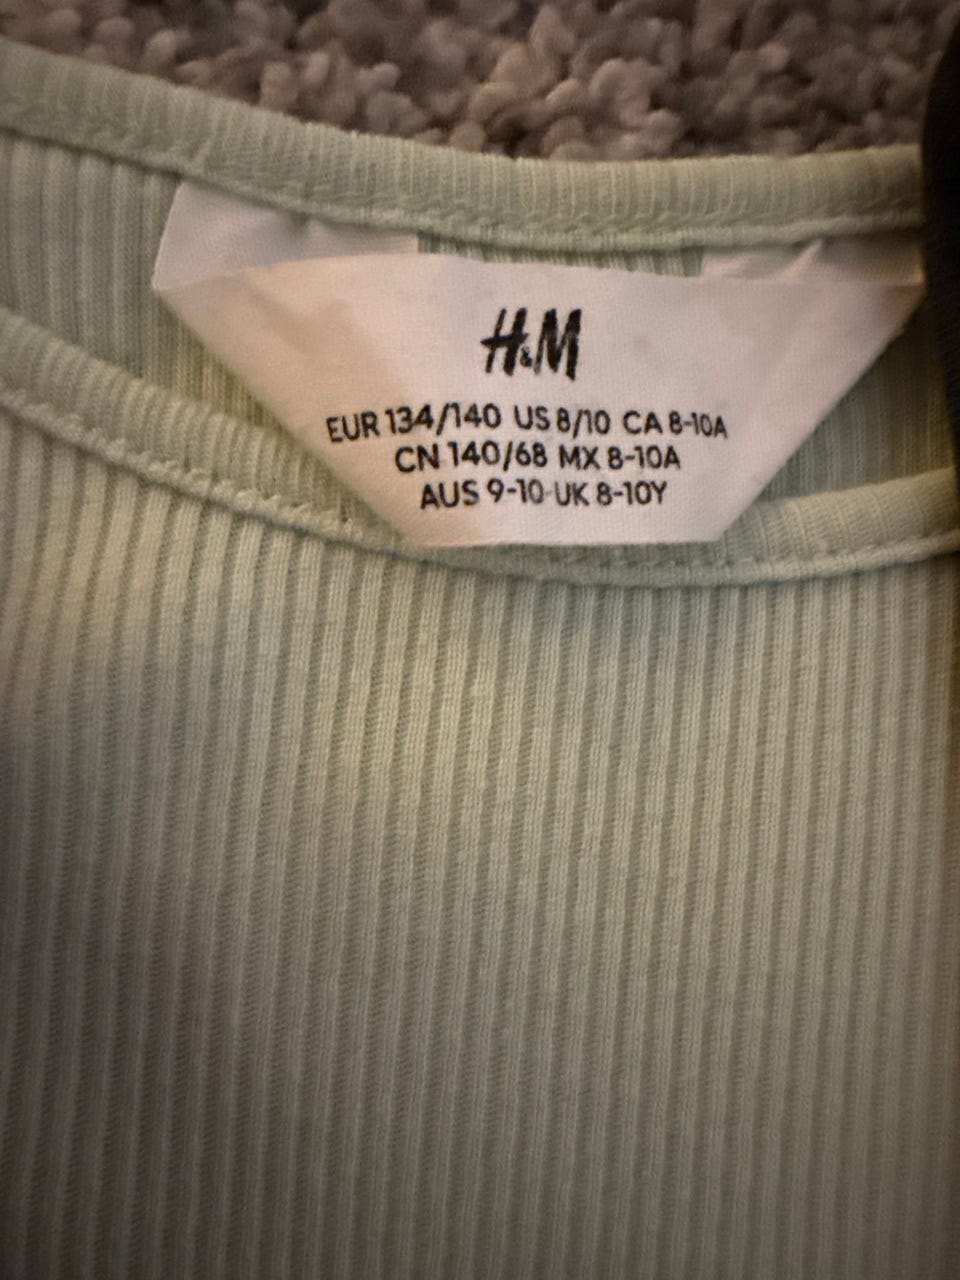 H&M
EUR 134/140 US 8/10 CA 8-10A
CN 140/68 MX 8-10A
AUS 9-10 UK 8-10Y